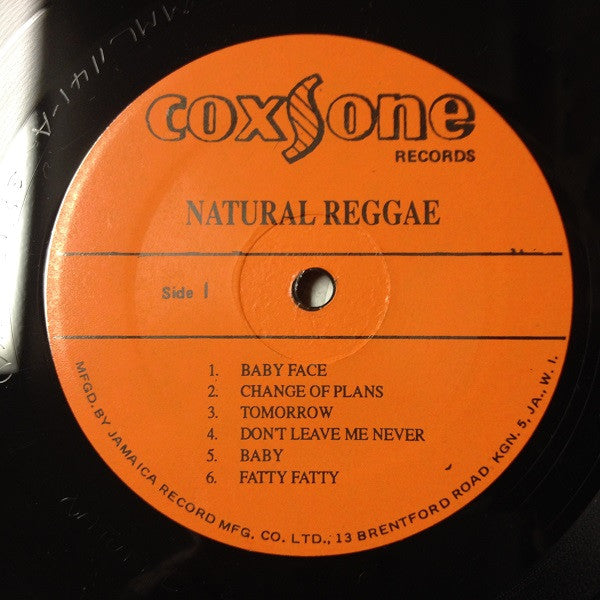 coxsone
RECORDS
NATURAL REGGAE
Side I
1. BABY FACE
2. CHANGE OF PLANS
3. TOMORROW
4. DON'T LEAVE ME NEVER
5. BABY
6. FATTY FATTY
MFGD. BY JAMAICA RECORD MFG. CO. LTD., 13 BRENTFORD ROAD KGN. 5, JA., W. I.